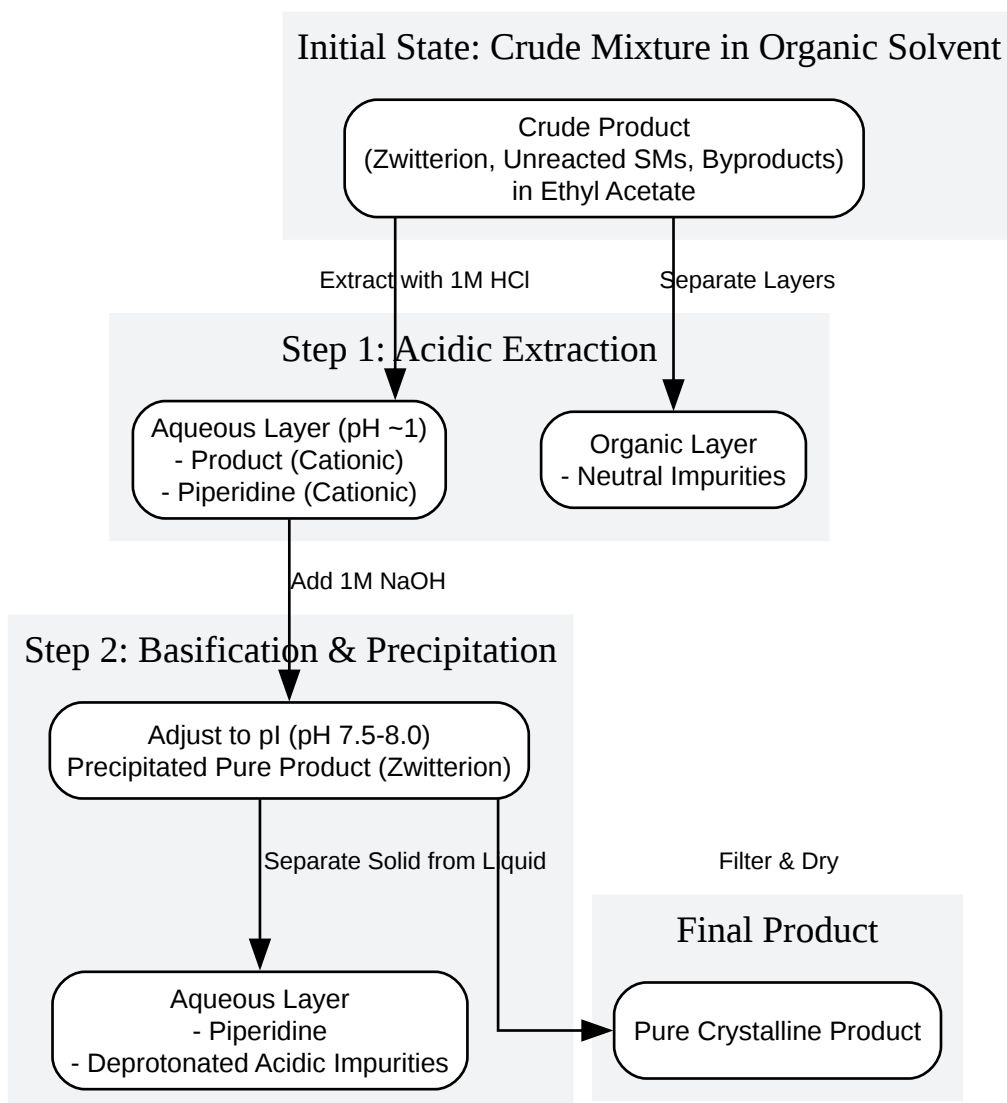 Initial State: Crude Mixture in Organic Solvent
Crude Product
(Zwitterion, Unreacted SMs, Byproducts)
in Ethyl Acetate
Extract with 1M HCl
Separate Layers
Step 1: Acidic Extraction
Aqueous Layer (pH ~1)
- Product (Cationic)
- Piperidine (Cationic)
Organic Layer
- Neutral Impurities
Add 1M NaOH
Step 2: Basification & Precipitation
Adjust to pI (pH 7.5-8.0)
Precipitated Pure Product (Zwitterion)
Separate Solid from Liquid
Filter & Dry
Final Product
Aqueous Layer
- Piperidine
- Deprotonated Acidic Impurities
Pure Crystalline Product